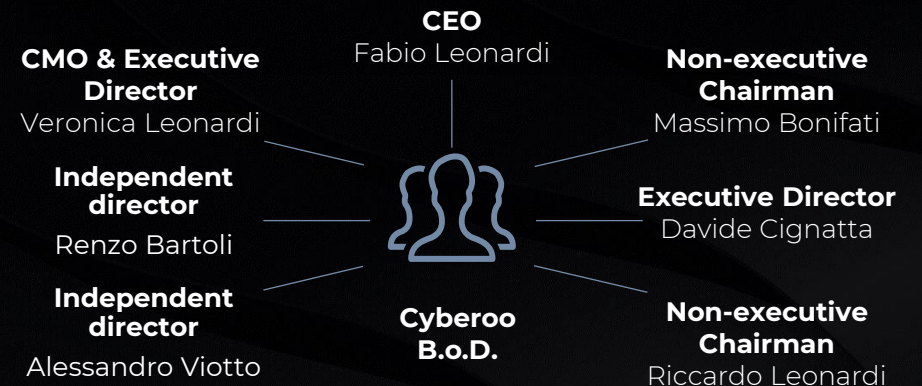 CEO
Fabio Leonardi
CMO & Executive
Director
Veronica Leonardi
Non-executive
Chairman
Massimo Bonifati
Independent
director
Renzo Bartoli
Executive Director
Davide Cignatta
Independent
director
Alessandro Viotto
Cyberoo
B.o.D.
Non-executive
Chairman
Riccardo Leonardi